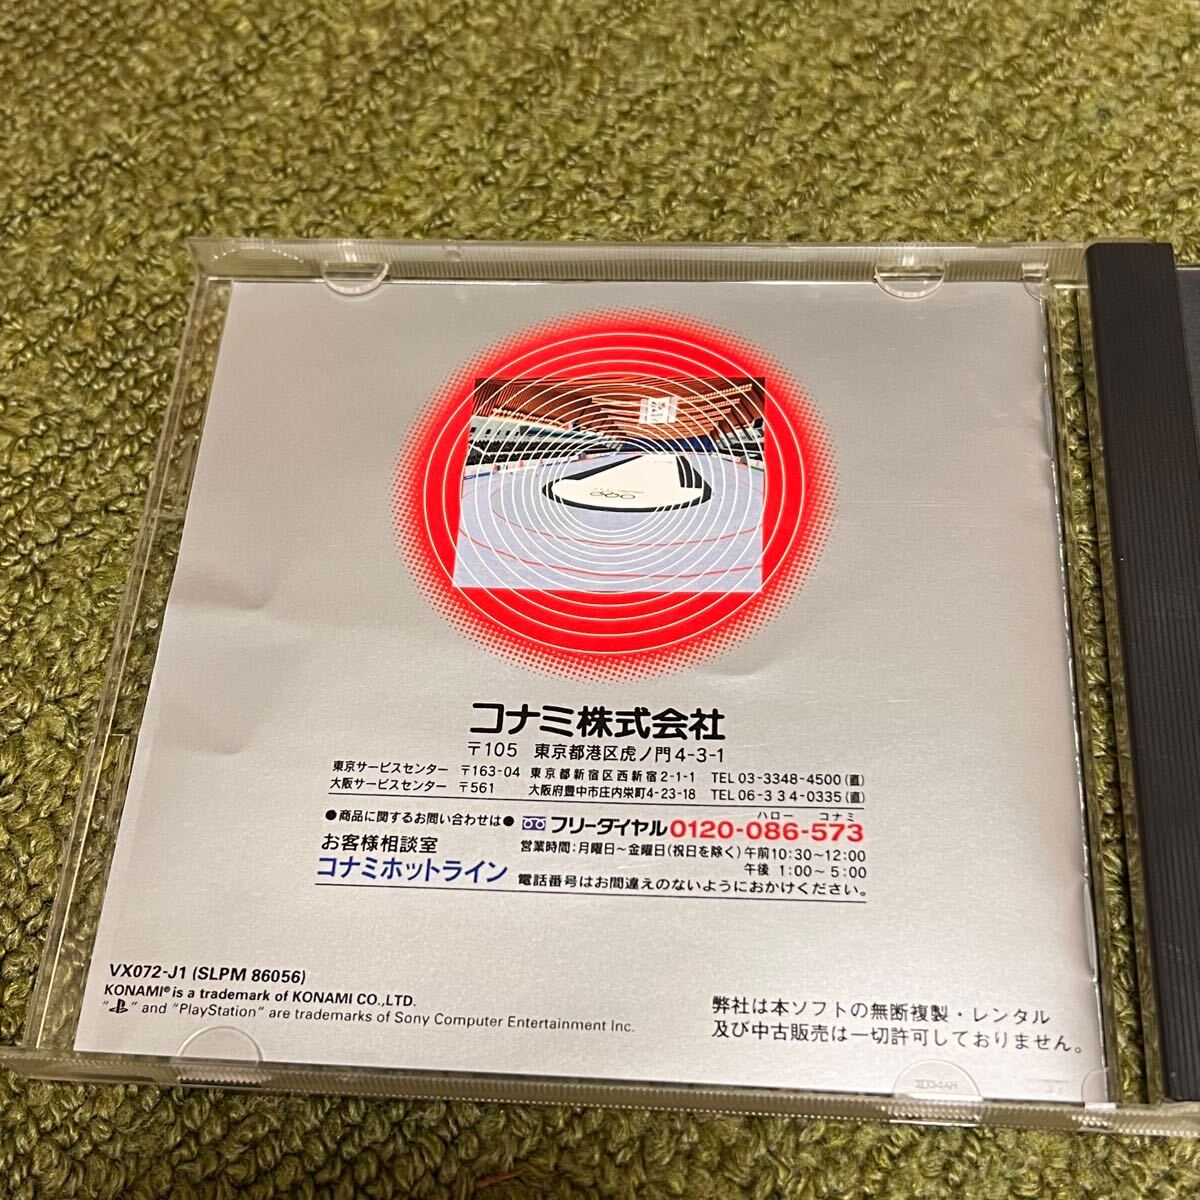 コナミ株式会社
〒105 東京都港区虎ノ門4-3-1
東京サービスセンター 〒163-04 東京都新宿区西新宿2-1-1 TEL 03-3348-4500(直)
大阪サービスセンター 〒561 大阪府豊中市庄内栄町4-23-18 TEL 06-334-0335(直)
ハロー コナミ
●商品に関するお問い合わせは● フリーダイヤル 0120-086-573
お客様相談室
コナミホットライン
営業時間:月曜日~金曜日(祝日を除く) 午前10:30~12:00
午後 1:00~5:00
電話番号はお間違えのないようにおかけください。
VX072-J1 (SLPM 86056)
KONAMI® is a trademark of KONAMI CO.,LTD.
" " and "PlayStation" are trademarks of Sony Computer Entertainment Inc.
弊社は本ソフトの無断複製・レンタル
及び中古販売は一切許可しておりません。